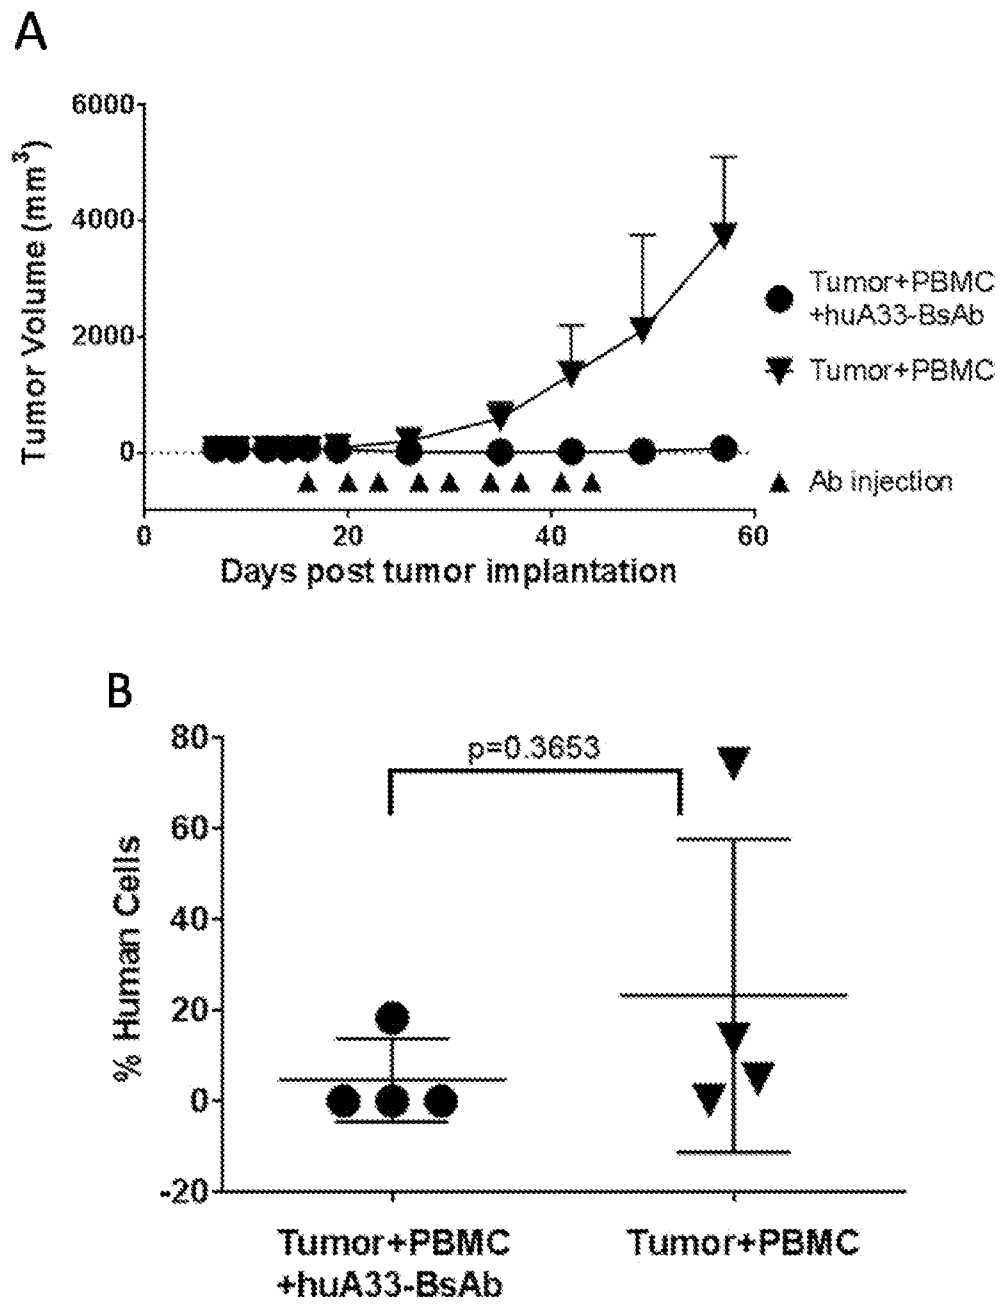 A
6000
4000
2000
0
Tumor Volume (mm³)
0 20 40 60
Days post tumor implantation
Tumor+PBMC
+huA33-BsAb
Tumor+PBMC
Ab injection
B
80
60
40
20
0
-20
% Human Cells
p=0.3653
Tumor+PBMC
+huA33-BsAb
Tumor+PBMC